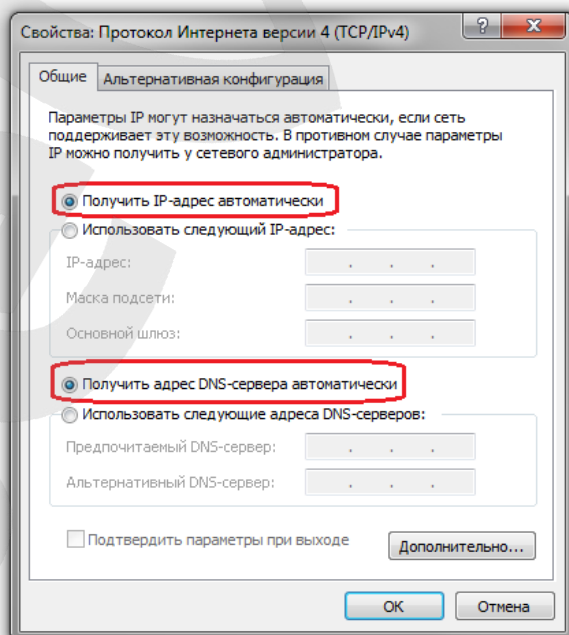 Свойства: Протокол Интернета версии 4 (TCP/IPv4)
Общие
Альтернативная конфигурация
Параметры IP могут назначаться автоматически, если сеть
поддерживает эту возможность. В противном случае параметры
IP можно получить у сетевого администратора.
Получить IP-адрес автоматически
Использовать следующий IP-адрес:
IP-адрес:
Маска подсети:
Основной шлюз:
Получить адрес DNS-сервера автоматически
Использовать следующие адреса DNS-серверов:
Предпочитаемый DNS-сервер:
Альтернативный DNS-сервер:
Подтвердить параметры при выходе
Дополнительно...
ОК
Отмена